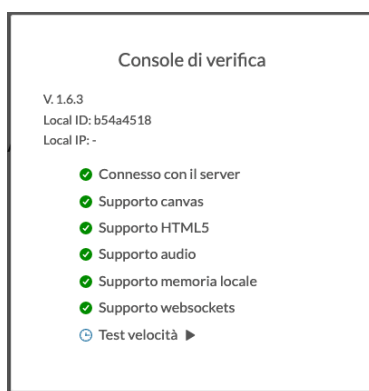 Console di verifica
V. 1.6.3
Local ID: b54a4518
Local IP: -
Connesso con il server
Supporto canvas
Supporto HTML5
Supporto audio
Supporto memoria locale
Supporto websockets
Test velocità